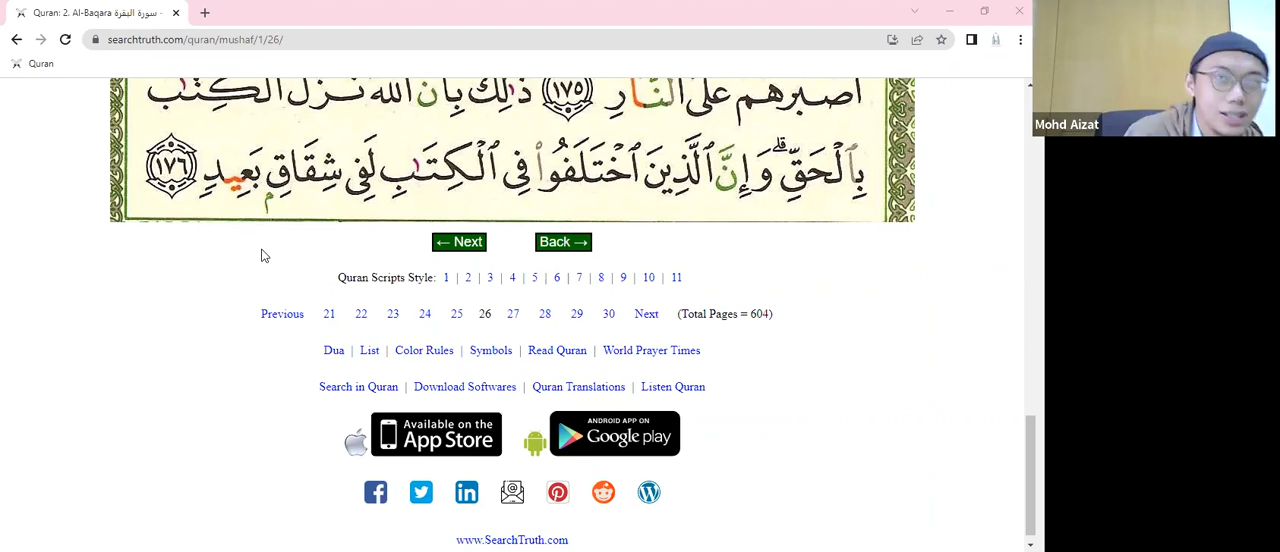 Quran: 2. Al-Baqara سورة البقرة -
searchtruth.com/quran/mushaf/1/26/
Quran
Mohd Aizat
أَصۡبَرَهُمۡ عَلَى ٱلنَّارِ ١٧٥ ذَٰلِكَ بِأَنَّ ٱللَّهَ نَزَّلَ ٱلۡكِتَٰبَ
بِٱلۡحَقِّۗ وَإِنَّ ٱلَّذِينَ ٱخۡتَلَفُواْ فِى ٱلۡكِتَٰبِ لَفِى شِقَاقِۭ بَعِيدٍ ١٧٦
← Next Back →
Quran Scripts Style: 1 | 2 | 3 | 4 | 5 | 6 | 7 | 8 | 9 | 10 | 11
Previous 21 22 23 24 25 26 27 28 29 30 Next (Total Pages = 604)
Dua | List | Color Rules | Symbols | Read Quran | World Prayer Times
Search in Quran | Download Softwares | Quran Translations | Listen Quran
Available on the
App Store
ANDROID APP ON
Google play
www.SearchTruth.com